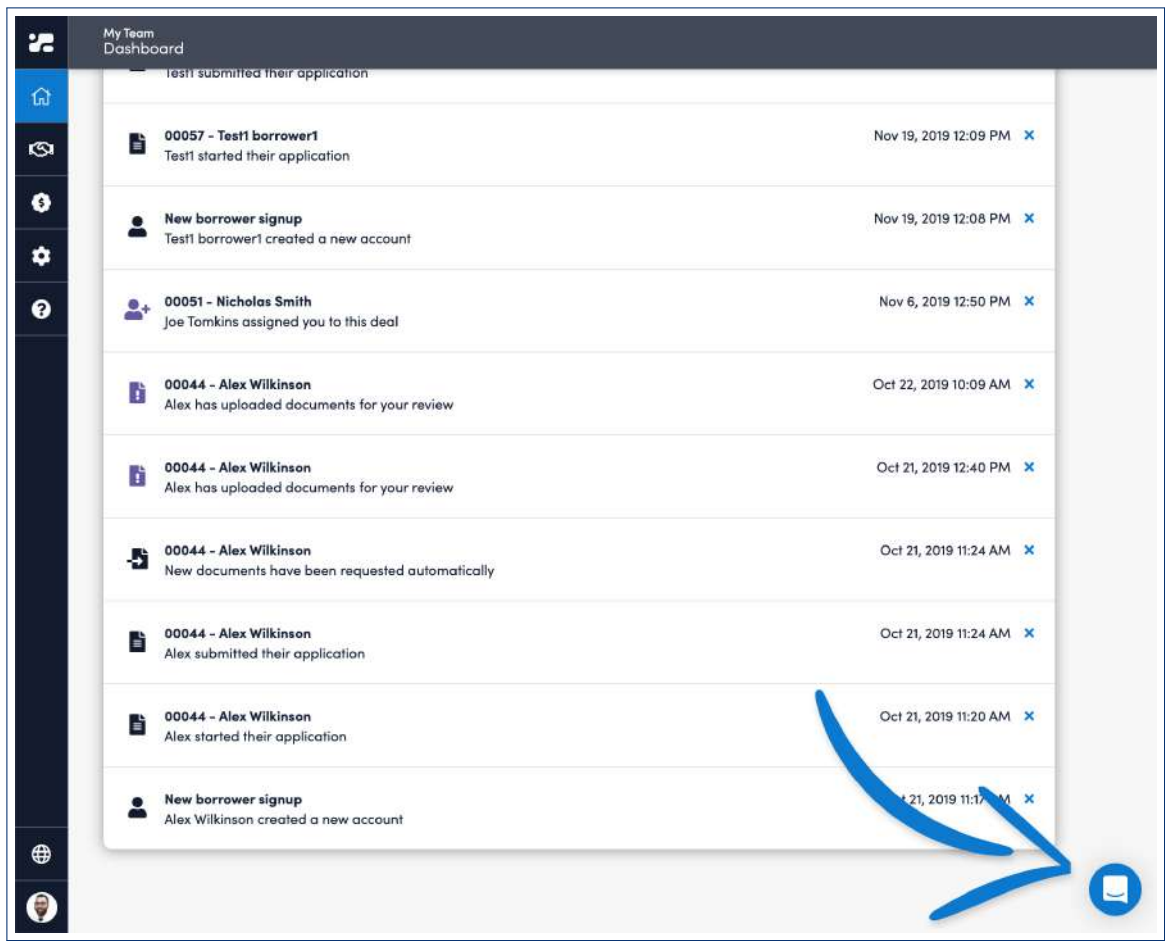 My Team
Dashboard
Test1 submitted their application
00057 - Test1 borrower1
Nov 19, 2019 12:09 PM
Test1 started their application
New borrower signup
Nov 19, 2019 12:08 PM
Test1 borrower1 created a new account
00051 - Nicholas Smith
Nov 6, 2019 12:50 PM
Joe Tomkins assigned you to this deal
00044 - Alex Wilkinson
Oct 22, 2019 10:09 AM
Alex has uploaded documents for your review
00044 - Alex Wilkinson
Oct 21, 2019 12:40 PM
Alex has uploaded documents for your review
00044 - Alex Wilkinson
Oct 21, 2019 11:24 AM
New documents have been requested automatically
00044 - Alex Wilkinson
Oct 21, 2019 11:24 AM
Alex submitted their application
00044 - Alex Wilkinson
Oct 21, 2019 11:20 AM
Alex started their application
New borrower signup
21, 2019 11:17
Alex Wilkinson created a new account